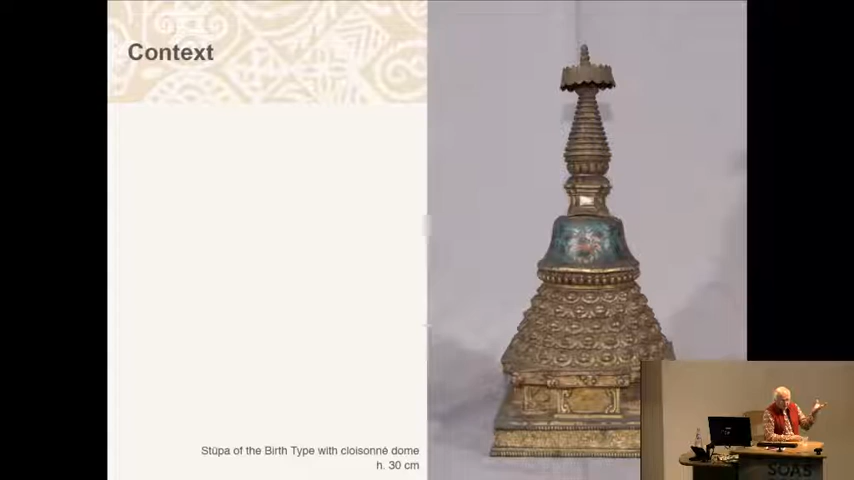 Context
Stūpa of the Birth Type with cloisonné dome
h. 30 cm
SOAS